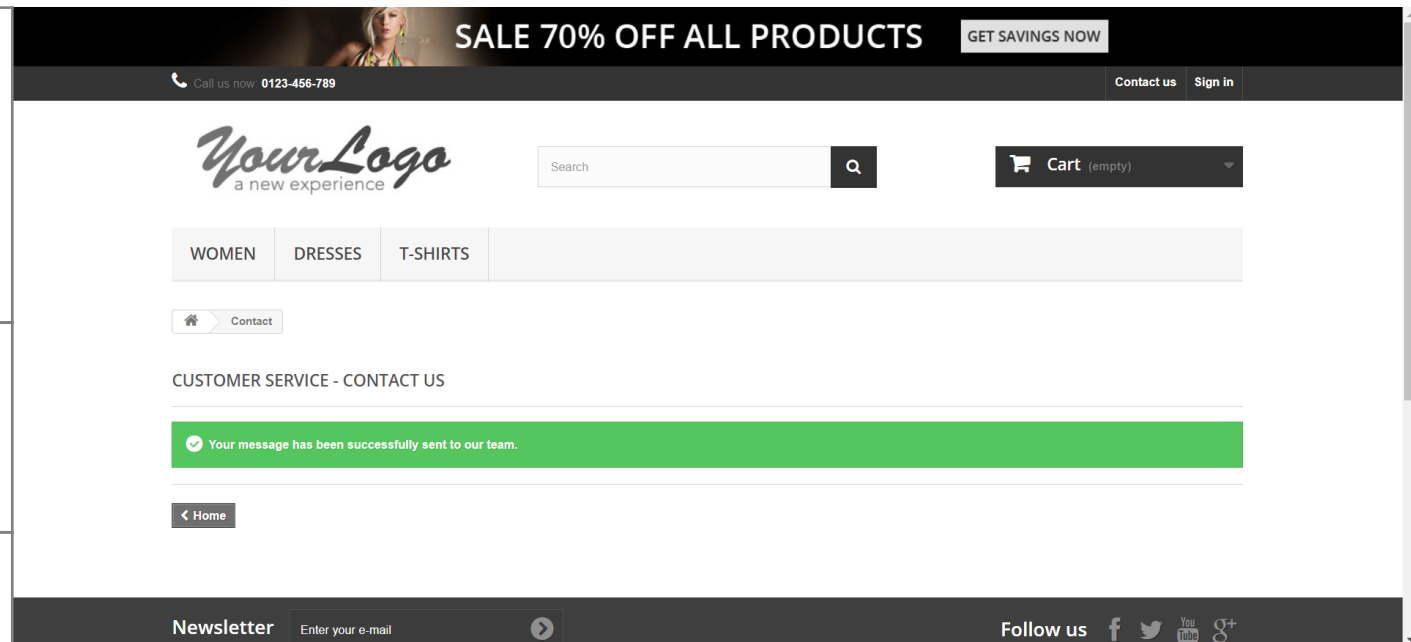 SALE 70% OFF ALL PRODUCTS GET SAVINGS NOW
Call us now: 0123-456-789 Contact us Sign in
Your Logo
a new experience
Search
Cart (empty)
WOMEN DRESSES T-SHIRTS
Contact
CUSTOMER SERVICE - CONTACT US
Your message has been successfully sent to our team.
Home
Newsletter Enter your e-mail Follow us f You Tube g+